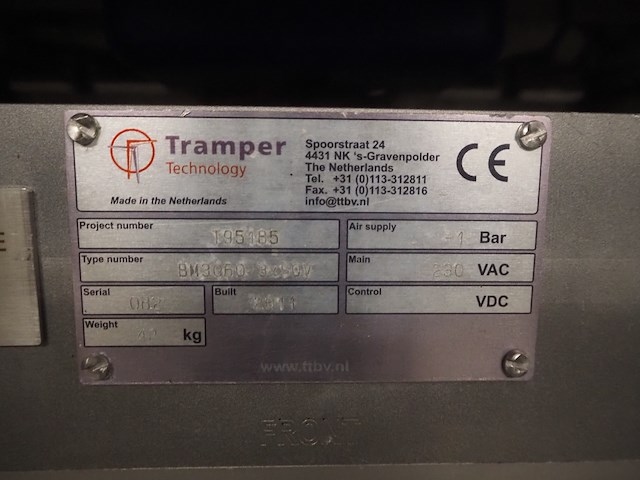 Tramper
Technology
Made in the Netherlands
Spoorstraat 24
4431 NK 's-Gravenpolder
The Netherlands
Tel. +31 (0)113-312811
Fax. +31 (0)113-312816
info@ttbv.nl
CE
Project number
T95185
Air supply
-1 Bar
Type number
Main
230 VAC
Serial
Built
Control
VDC
Weight
kg
www.ttbv.nl
FRONT
E